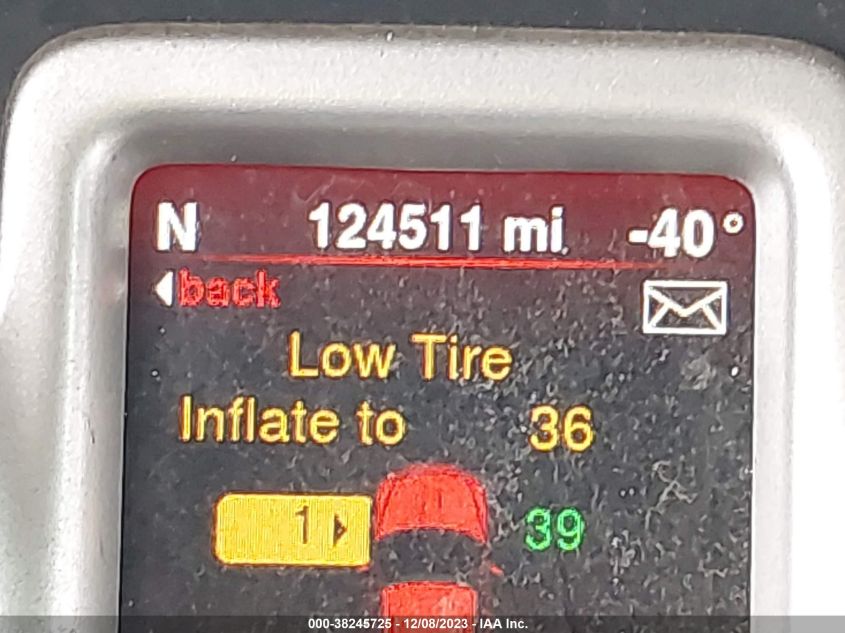 N 124511 mi -40°
back
Low Tire
Inflate to 36
1 39
000-38245725 - 12/08/2023 - IAA Inc.